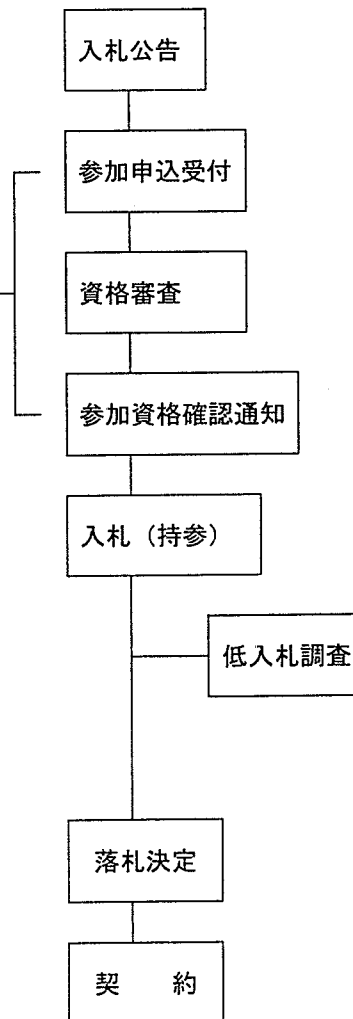 入札公告
参加申込受付
資格審査
参加資格確認通知
入札（持参）
低入札調査
落札決定
契　約